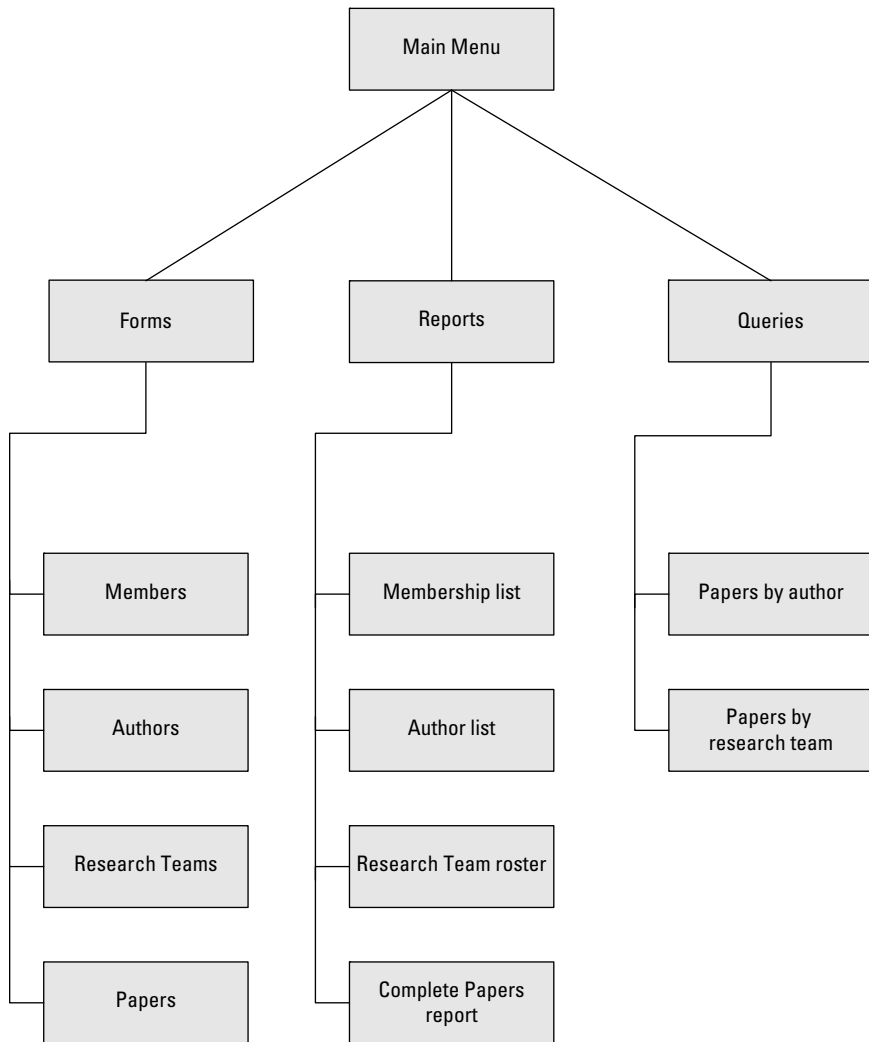 Main Menu
Forms
Reports
Queries
Members
Membership list
Papers by author
Authors
Author list
Papers by
research team
Research Teams
Research Team roster
Papers
Complete Papers
report